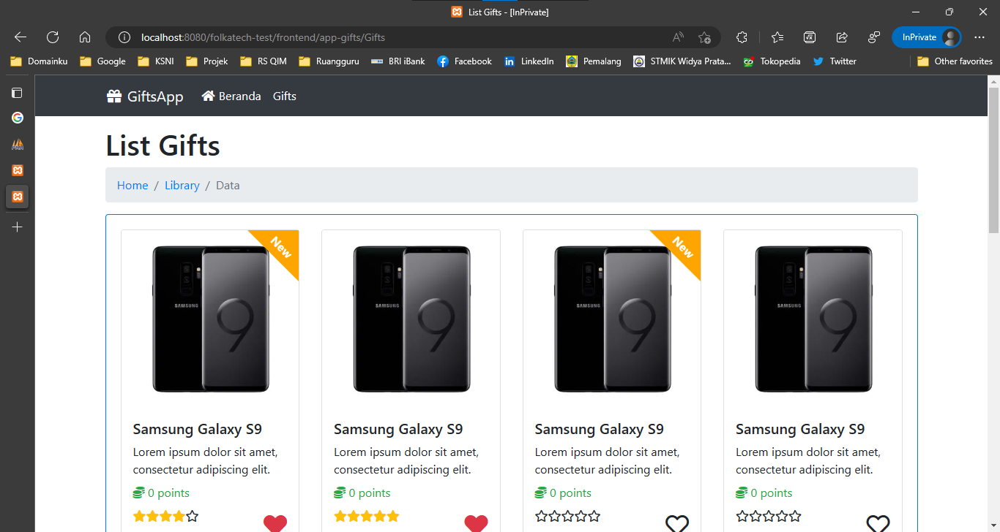 List Gifts - [InPrivate]
localhost:8080/folkatech-test/frontend/app-gifts/Gifts
InPrivate
Domainku Google KSNI Projek RS QIM Ruangguru BRI iBank Facebook LinkedIn Pemalang STMIK Widya Prata... Tokopedia Twitter Other favorites
GiftsApp Beranda Gifts
List Gifts
Home / Library / Data
New New
SAMSUNG SAMSUNG SAMSUNG SAMSUNG
9 9 9 9
Samsung Galaxy S9 Samsung Galaxy S9 Samsung Galaxy S9 Samsung Galaxy S9
Lorem ipsum dolor sit amet, Lorem ipsum dolor sit amet, Lorem ipsum dolor sit amet, Lorem ipsum dolor sit amet,
consectetur adipiscing elit. consectetur adipiscing elit. consectetur adipiscing elit. consectetur adipiscing elit.
0 points 0 points 0 points 0 points